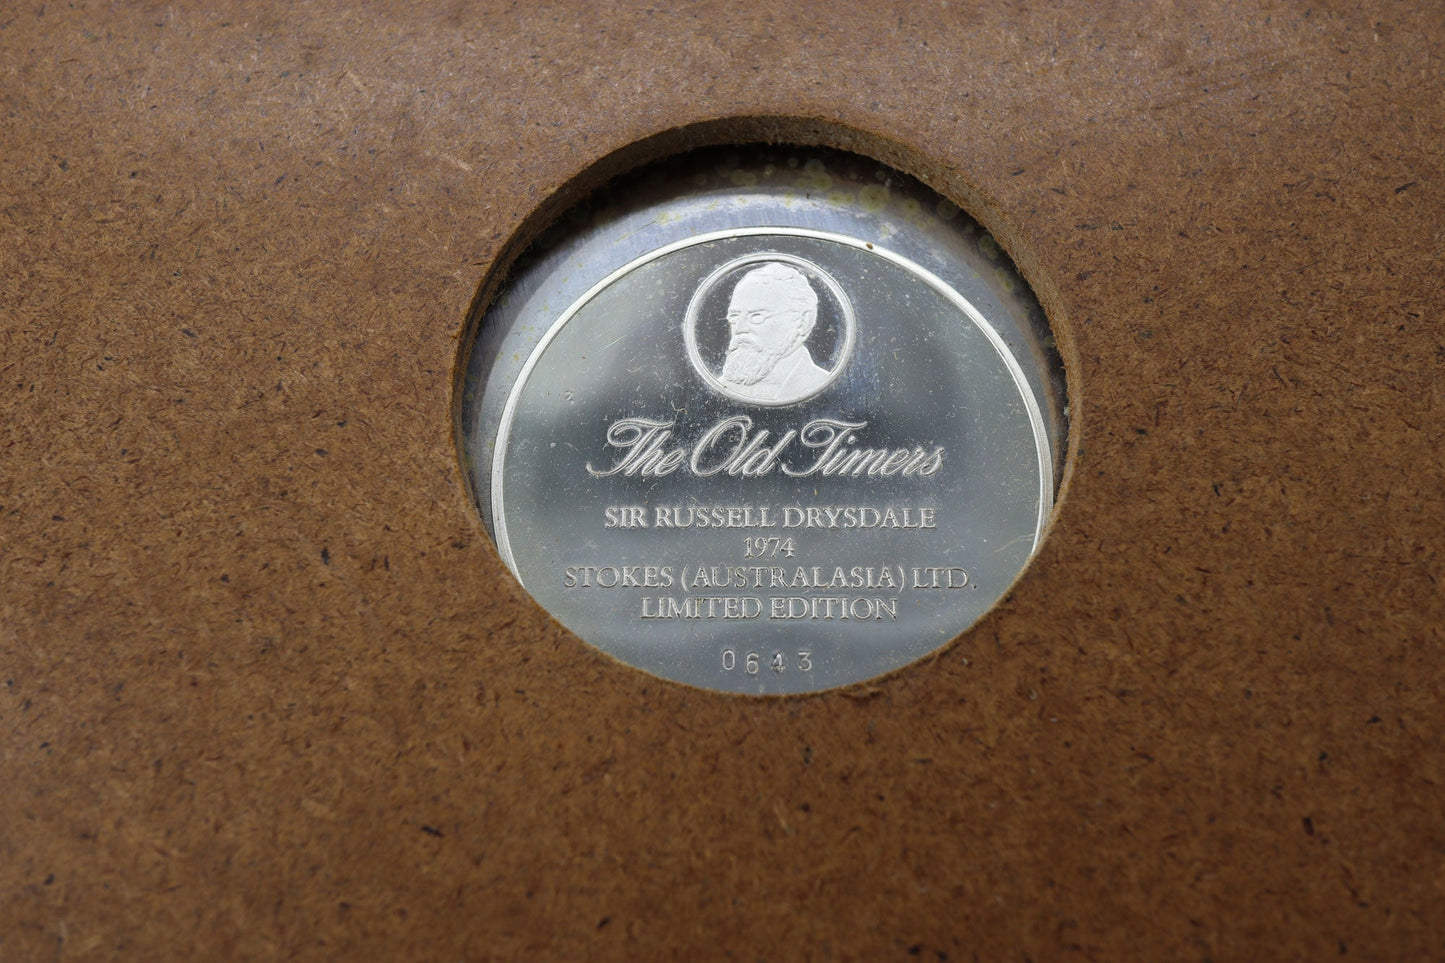 The Old Timers
SIR RUSSELL DRYSDALE
1974
STOKES (AUSTRALASIA) LTD.
LIMITED EDITION
0643